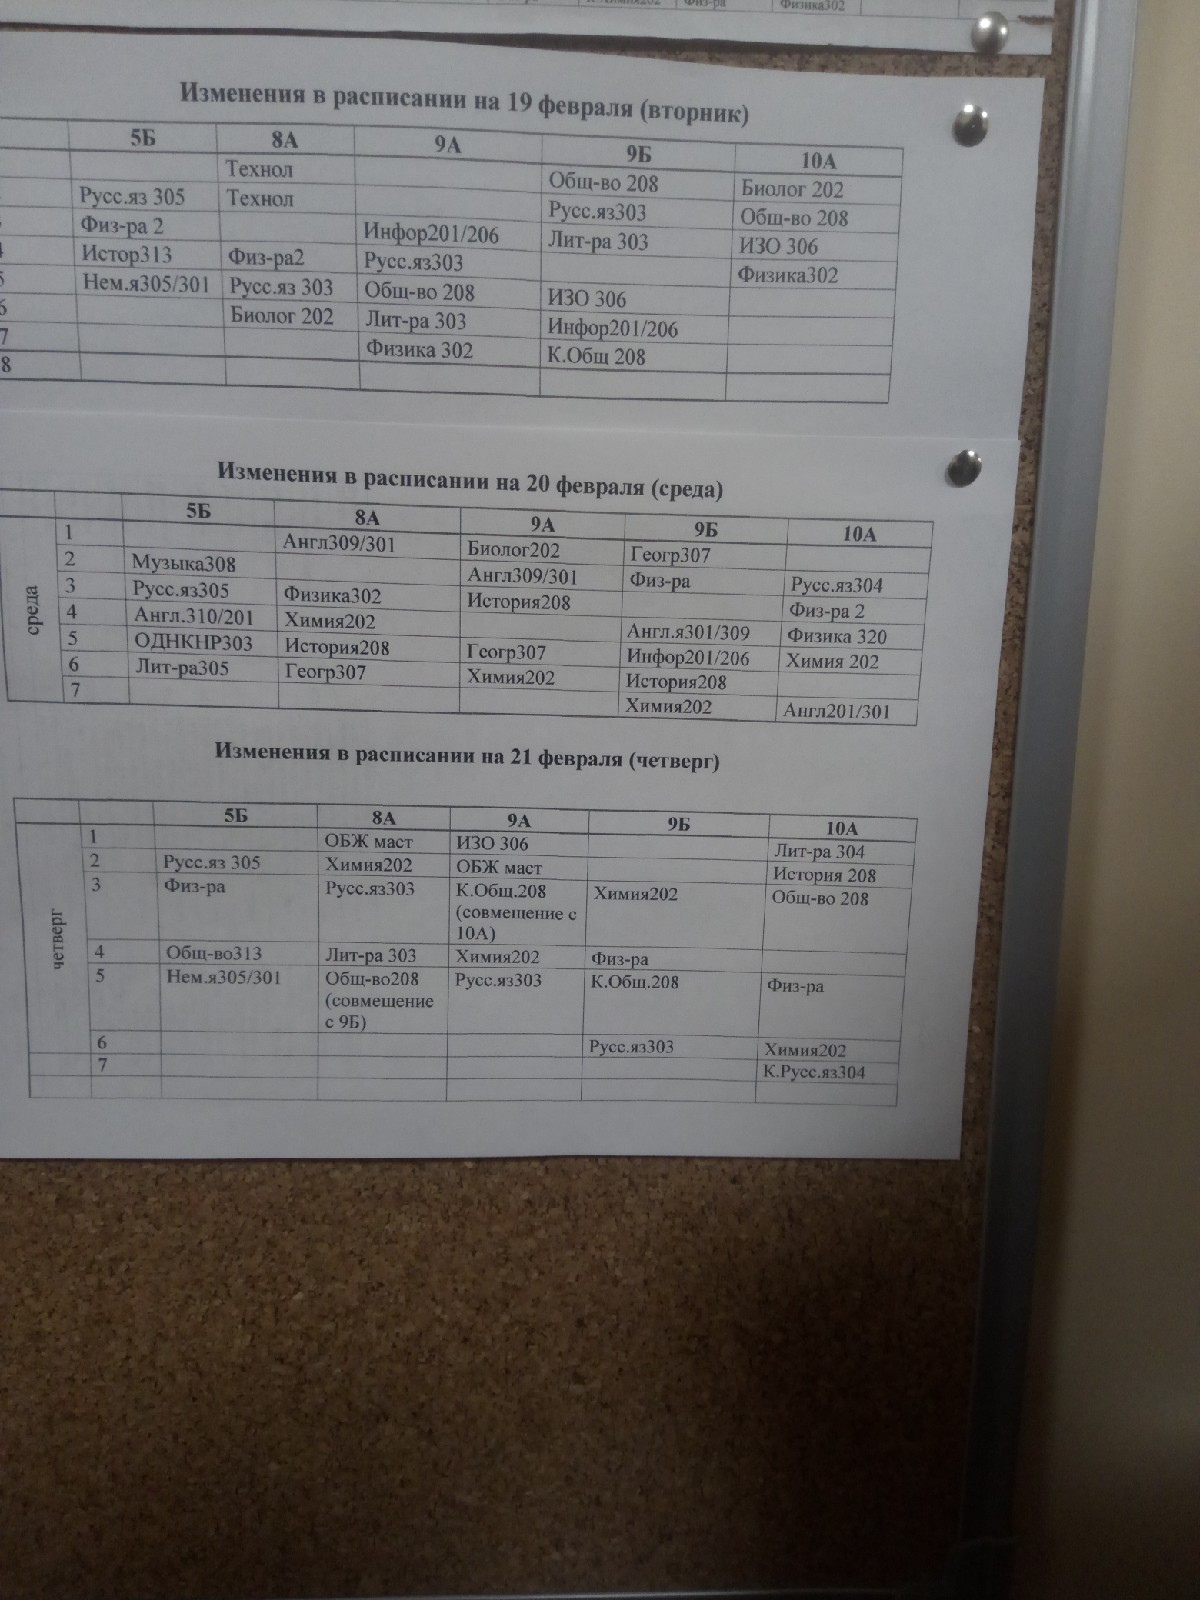 Физ-ра Физика302
Изменения в расписании на 19 февраля (вторник)
5Б 8А 9А 9Б 10А
Технол Общ-во 208 Биолог 202
Русс.яз 305 Технол Русс.яз303 Общ-во 208
Физ-ра 2 Инфор201/206 Лит-ра 303 ИЗО 306
4 Истор313 Физ-ра2 Русс.яз303 Физика302
5 Нем.я305/301 Русс.яз 303 Общ-во 208 ИЗО 306
6 Биолог 202 Лит-ра 303 Инфор201/206
7 Физика 302 К.Общ 208
8
Изменения в расписании на 20 февраля (среда)
5Б 8А 9А 9Б 10А
среда
1 Англ309/301 Биолог202 Геогр307
2 Музыка308 Англ309/301 Физ-ра Русс.яз304
3 Русс.яз305 Физика302 История208 Физ-ра 2
4 Англ.310/201 Химия202 Англ.я301/309 Физика 320
5 ОДНКНР303 История208 Геогр307 Инфор201/206 Химия 202
6 Лит-ра305 Геогр307 Химия202 История208
7 Химия202 Англ201/301
Изменения в расписании на 21 февраля (четверг)
5Б 8А 9А 9Б 10А
четверг
1 ОБЖ маст ИЗО 306 Лит-ра 304
2 Русс.яз 305 Химия202 ОБЖ маст История 208
3 Физ-ра Русс.яз303 К.Общ.208 Химия202 Общ-во 208
(совмещение с
10А)
4 Общ-во313 Лит-ра 303 Химия202 Физ-ра
5 Нем.я305/301 Общ-во208 Русс.яз303 К.Общ.208 Физ-ра
(совмещение
с 9Б)
6 Русс.яз303 Химия202
7 К.Русс.яз304